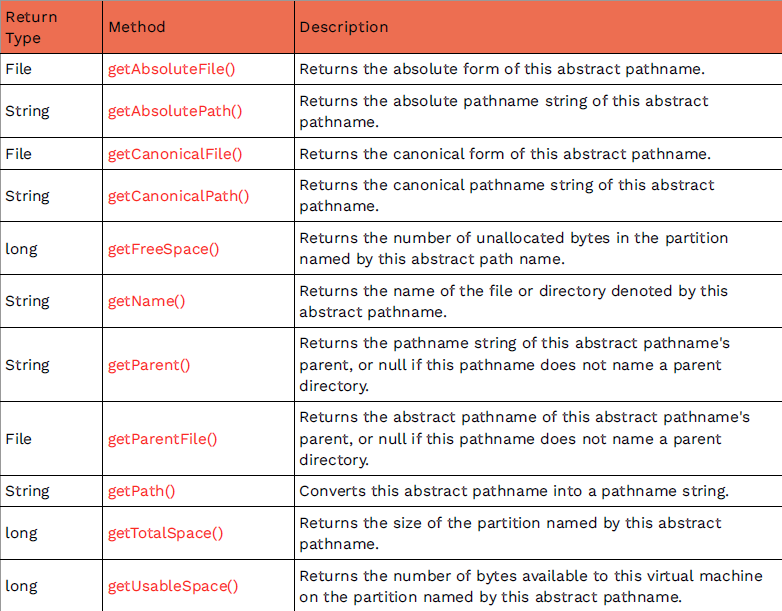 Return
Type
Method
Description
File
getAbsoluteFile()
Returns the absolute form of this abstract pathname.
String
getAbsolutePath()
Returns the absolute pathname string of this abstract
pathname.
File
getCanonicalFile()
Returns the canonical form of this abstract pathname.
String
getCanonicalPath()
Returns the canonical pathname string of this abstract
pathname.
long
getFreeSpace()
Returns the number of unallocated bytes in the partition
named by this abstract path name.
String
getName()
Returns the name of the file or directory denoted by this
abstract pathname.
String
getParent()
Returns the pathname string of this abstract pathname's
parent, or null if this pathname does not name a parent
directory.
File
getParentFile()
Returns the abstract pathname of this abstract pathname's
parent, or null if this pathname does not name a parent
directory.
String
getPath()
Converts this abstract pathname into a pathname string.
long
getTotalSpace()
Returns the size of the partition named by this abstract
pathname.
long
getUsableSpace()
Returns the number of bytes available to this virtual machine
on the partition named by this abstract pathname.